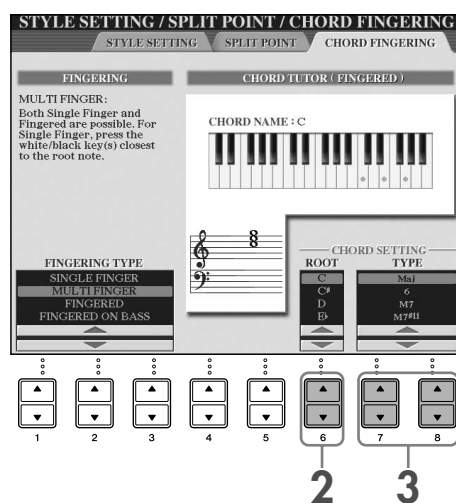 STYLE SETTING / SPLIT POINT / CHORD FINGERING
STYLE SETTING
SPLIT POINT
CHORD FINGERING
FINGERING
CHORD TUTOR ( FINGERED )
MULTI FINGER:
Both Single Finger and
Fingered are possible. For
Single Finger, press the
white/black key(s) closest
to the root note.
CHORD NAME : C
FINGERING TYPE
SINGLE FINGER
MULTI FINGER
FINGERED
FINGERED ON BASS
CHORD SETTING
ROOT
TYPE
C
Maj
C#
6
D
M7
E♭
M7#11
1
2
3
4
5
6
7
8
2
3